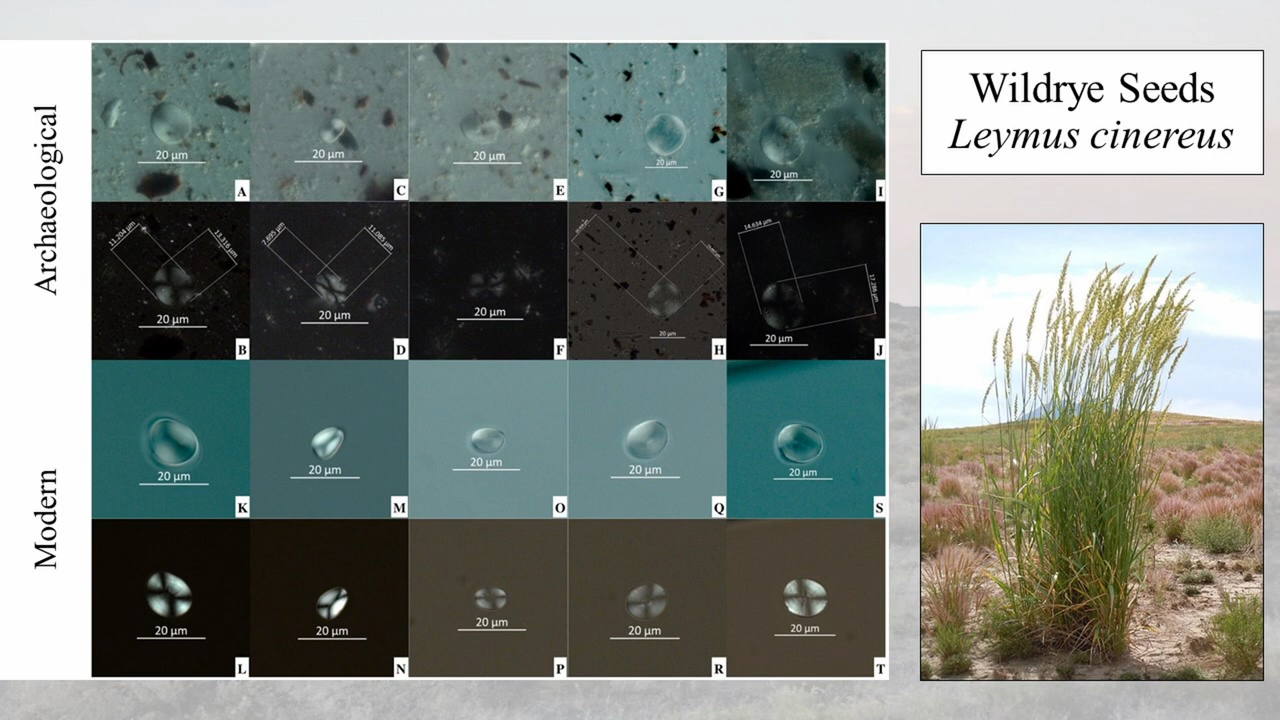 Archaeological
Modern
Wildrye Seeds
Leymus cinereus
20 µm
A
20 µm
C
20 µm
E
20 µm
G
20 µm
I
11.204 µm
13.216 µm
20 µm
B
7.695 µm
11.085 µm
20 µm
D
20 µm
F
20 µm
H
14.634 µm
17.286 µm
20 µm
J
20 µm
K
20 µm
M
20 µm
O
20 µm
Q
20 µm
S
20 µm
L
20 µm
N
20 µm
P
20 µm
R
20 µm
T